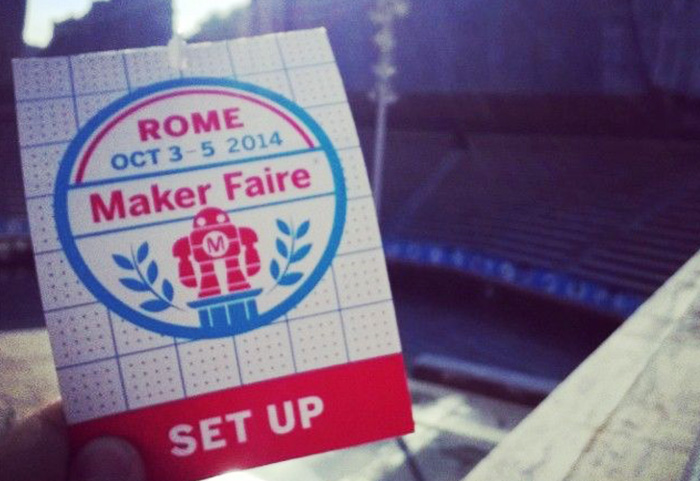 ROME
OCT 3-5 2014
Maker Faire
M
SET UP